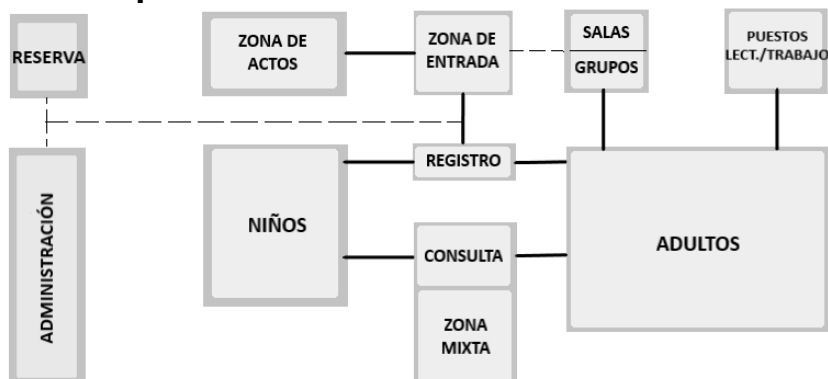 RESERVA
ZONA DE
ACTOS
ZONA DE
ENTRADA
SALAS
GRUPOS
PUESTOS
LECT./TRABAJO
ADMINISTRACIÓN
NIÑOS
REGISTRO
ADULTOS
CONSULTA
ZONA
MIXTA